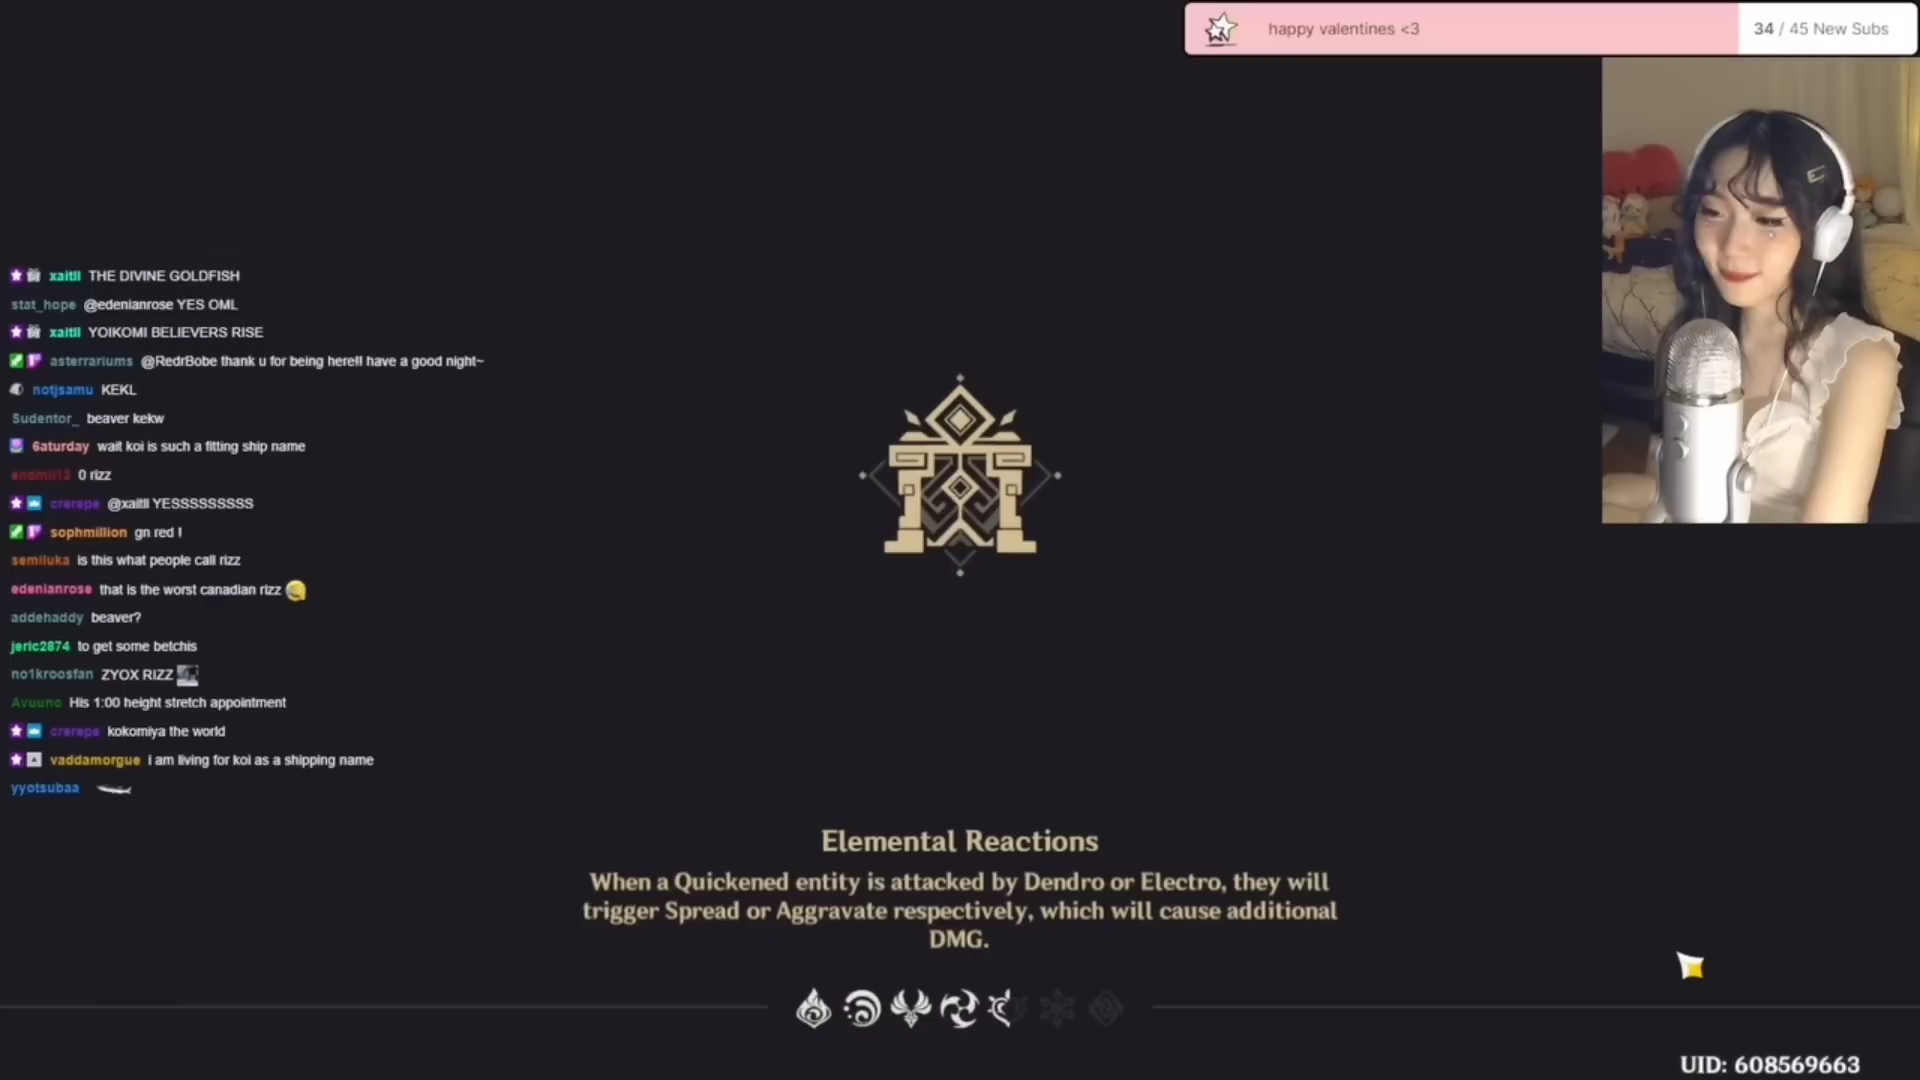 happy valentines <3
34 / 45 New Subs
xaitll THE DIVINE GOLDFISH
stat_hope @edenianrose YES OML
xaitll YOIKOMI BELIEVERS RISE
asterrariums @RedrBobe thank u for being here!! have a good night~
notjsamu KEKL
Sudentor_ beaver kekw
6aturday wait koi is such a fitting ship name
0 rizz
crerepe @xaitll YESSSSSSSSS
sophmillion gn red !
semiluka is this what people call rizz
edenianrose that is the worst canadian rizz
addehaddy beaver?
jeric2874 to get some betchis
no1kroosfan ZYOX RIZZ
Avuuno His 1:00 height stretch appointment
crerepe kokomiya the world
vaddamorgue I am living for koi as a shipping name
yyotsubaa
Elemental Reactions
When a Quickened entity is attacked by Dendro or Electro, they will
trigger Spread or Aggravate respectively, which will cause additional
DMG.
UID: 608569663